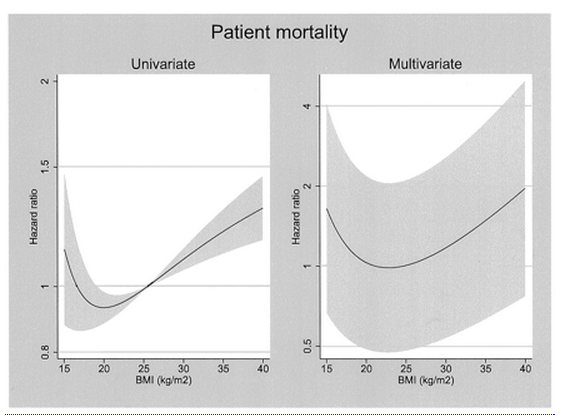 Patient mortality
Univariate
Multivariate
Hazard ratio
2
1.5
1
0.8
15 20 25 30 35 40
BMI (kg/m2)
Hazard ratio
4
2
1
0.5
15 20 25 30 35 40
BMI (kg/m2)